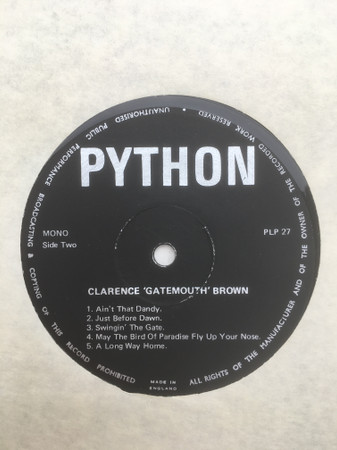 ALL RIGHTS OF THE MANUFACTURER AND OF THE OWNER OF THE RECORDED WORK RESERVED • UNAUTHORISED PUBLIC PERFORMANCE BROADCASTING & COPYING OF THIS RECORD PROHIBITED
PYTHON
MONO
Side Two
PLP 27
CLARENCE 'GATEMOUTH' BROWN
1. Ain't That Dandy.
2. Just Before Dawn.
3. Swingin' The Gate.
4. May The Bird Of Paradise Fly Up Your Nose.
5. A Long Way Home.
MADE IN
ENGLAND